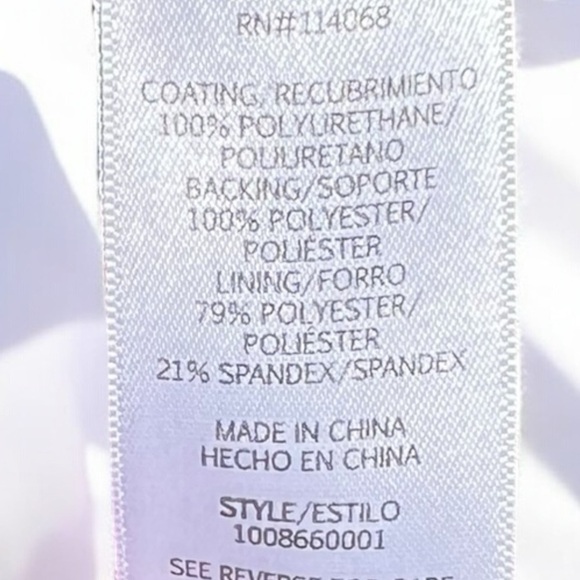 RN#114068
COATING/RECUBRIMIENTO
100% POLYURETHANE/
POLIURETANO
BACKING/SOPORTE
100% POLYESTER/
POLIÉSTER
LINING/FORRO
79% POLYESTER/
POLIÉSTER
21% SPANDEX/SPANDEX
MADE IN CHINA
HECHO EN CHINA
STYLE/ESTILO
1008660001
SEE